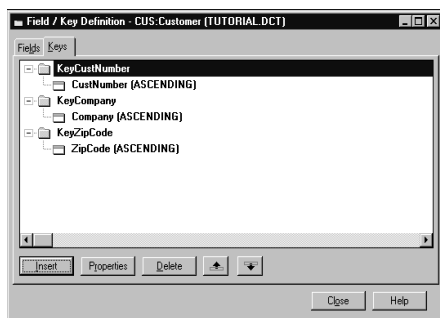 Field / Key Definition - CUS:Customer (TUTORIAL.DCT)
Fields Keys
KeyCustNumber
CustNumber (ASCENDING)
KeyCompany
Company (ASCENDING)
KeyZipCode
ZipCode (ASCENDING)
Insert Properties Delete
Close Help